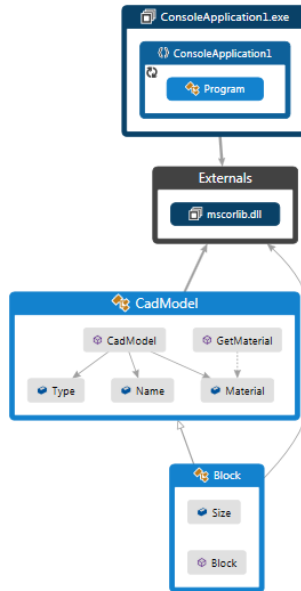 ConsoleApplication1.exe
ConsoleApplication1
Program
Externals
mscorlib.dll
CadModel
CadModel GetMaterial
Type Name Material
Block
Size
Block